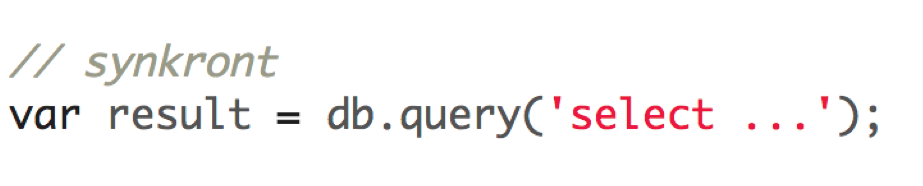 // synkront
var result = db.query('select ...');